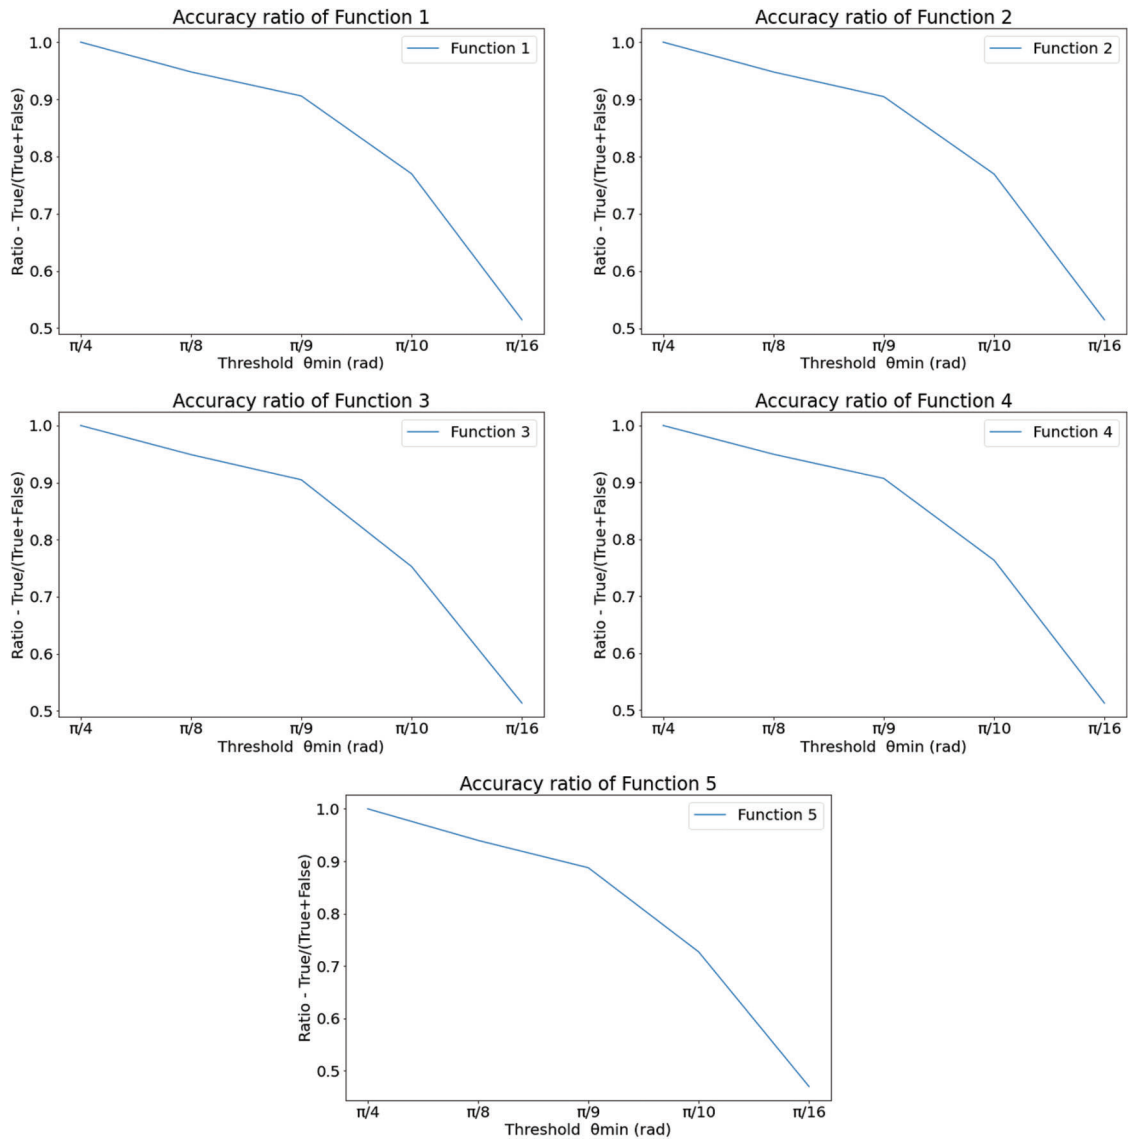 Accuracy ratio of Function 1
Function 1
Ratio - True/(True+False)
1.0
0.9
0.8
0.7
0.6
0.5
π/4 π/8 π/9 π/10 π/16
Threshold θmin (rad)
Accuracy ratio of Function 2
Function 2
Ratio - True/(True+False)
1.0
0.9
0.8
0.7
0.6
0.5
π/4 π/8 π/9 π/10 π/16
Threshold θmin (rad)
Accuracy ratio of Function 3
Function 3
Ratio - True/(True+False)
1.0
0.9
0.8
0.7
0.6
0.5
π/4 π/8 π/9 π/10 π/16
Threshold θmin (rad)
Accuracy ratio of Function 4
Function 4
Ratio - True/(True+False)
1.0
0.9
0.8
0.7
0.6
0.5
π/4 π/8 π/9 π/10 π/16
Threshold θmin (rad)
Accuracy ratio of Function 5
Function 5
Ratio - True/(True+False)
1.0
0.9
0.8
0.7
0.6
0.5
π/4 π/8 π/9 π/10 π/16
Threshold θmin (rad)